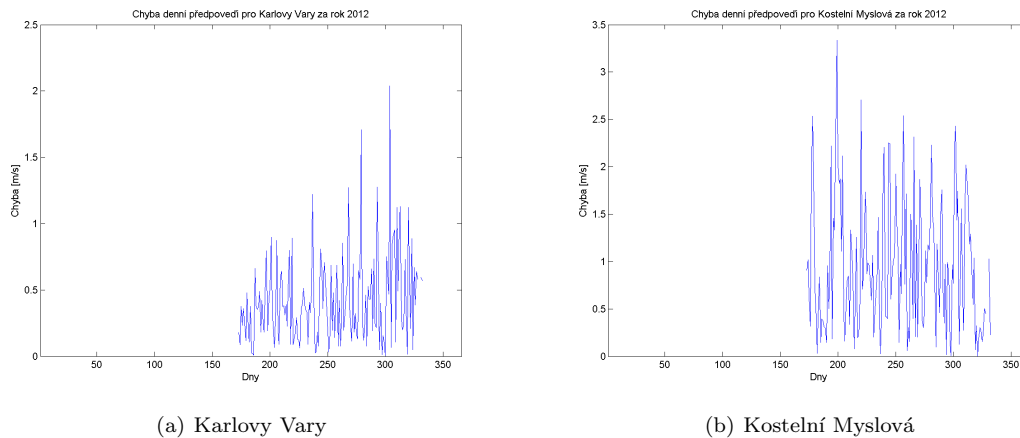 Chyba denní předpovědi pro Karlovy Vary za rok 2012
2.5
2
1.5
1
0.5
0
Chyba [m/s]
50 100 150 200 250 300 350
Dny
(a) Karlovy Vary
Chyba denní předpovědi pro Kostelní Myslová za rok 2012
3.5
3
2.5
2
1.5
1
0.5
0
Chyba [m/s]
50 100 150 200 250 300 350
Dny
(b) Kostelní Myslová